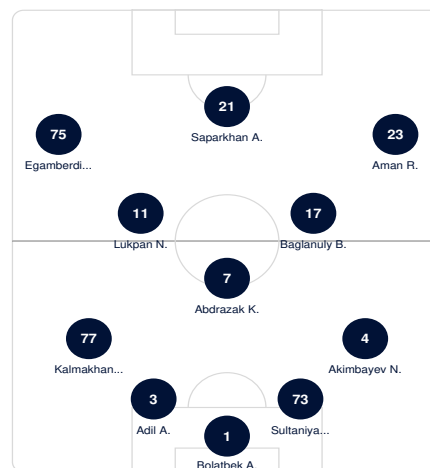 21
Saparkhan A.
75
Egamberdi...
23
Aman R.
11
Lukpan N.
17
Baglanuly B.
7
Abdrazak K.
77
Kalmakhan...
4
Akimbayev N.
3
Adil A.
73
Sultaniya...
1
Bolatbek A.